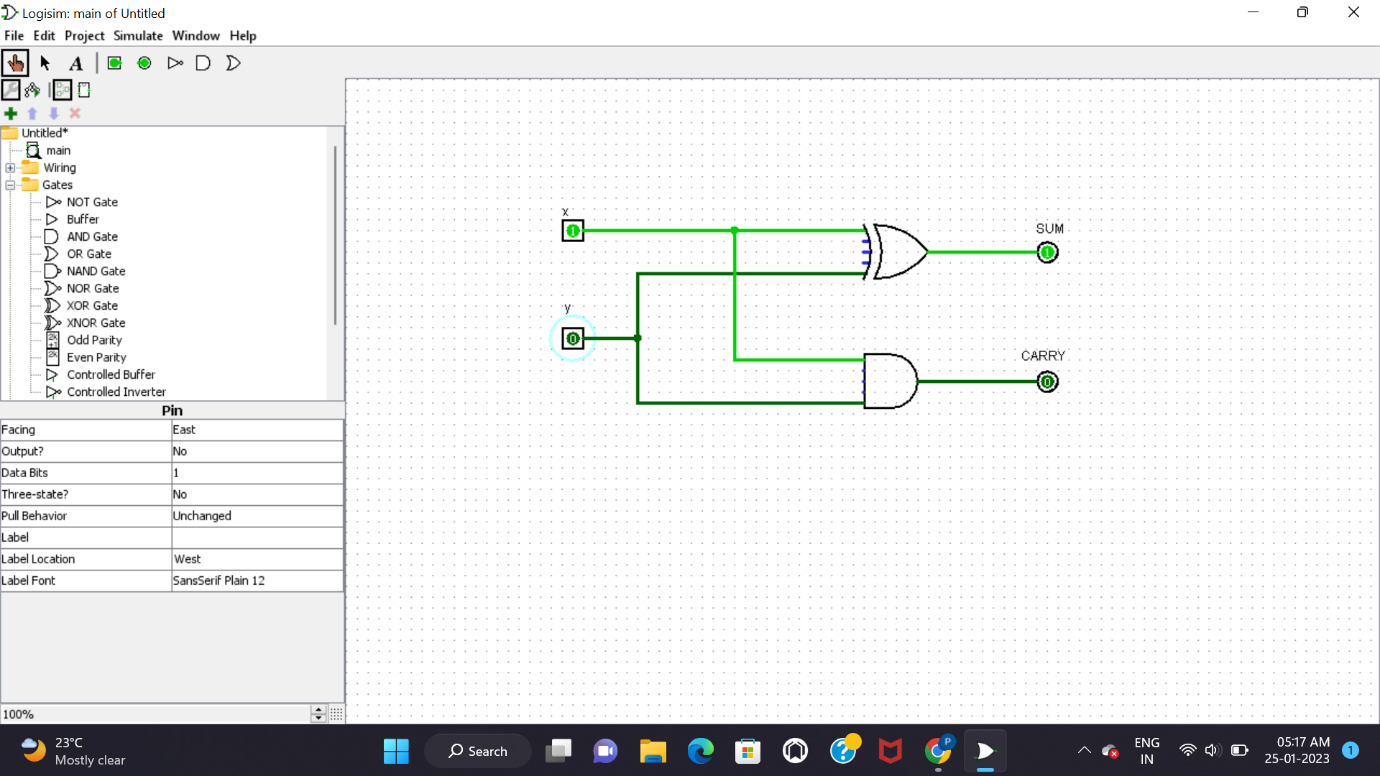 Logisim: main of Untitled
File Edit Project Simulate Window Help
A
Untitled*
main
Wiring
Gates
NOT Gate
Buffer
AND Gate
OR Gate
NAND Gate
NOR Gate
XOR Gate
XNOR Gate
Odd Parity
Even Parity
Controlled Buffer
Controlled Inverter
Pin
Facing East
Output? No
Data Bits 1
Three-state? No
Pull Behavior Unchanged
Label
Label Location West
Label Font SansSerif Plain 12
100%
x
1
y
0
SUM
1
CARRY
0
23°C
Mostly clear
Search
P
ENG
IN
05:17 AM
25-01-2023
1